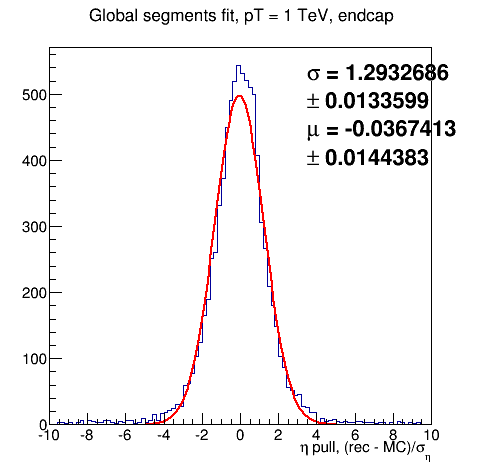 Global segments fit, pT = 1 TeV, endcap
σ = 1.2932686
± 0.0133599
μ = -0.0367413
± 0.0144383
500
400
300
200
100
0
-10 -8 -6 -4 -2 0 2 4 6 8 10
η pull, (rec - MC)/σ_η